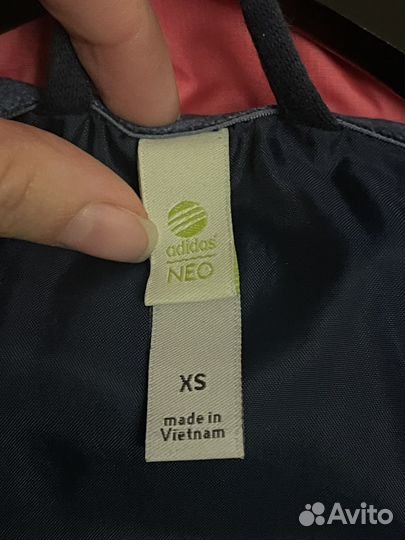 adidas
NEO
XS
made in
Vietnam
Avito